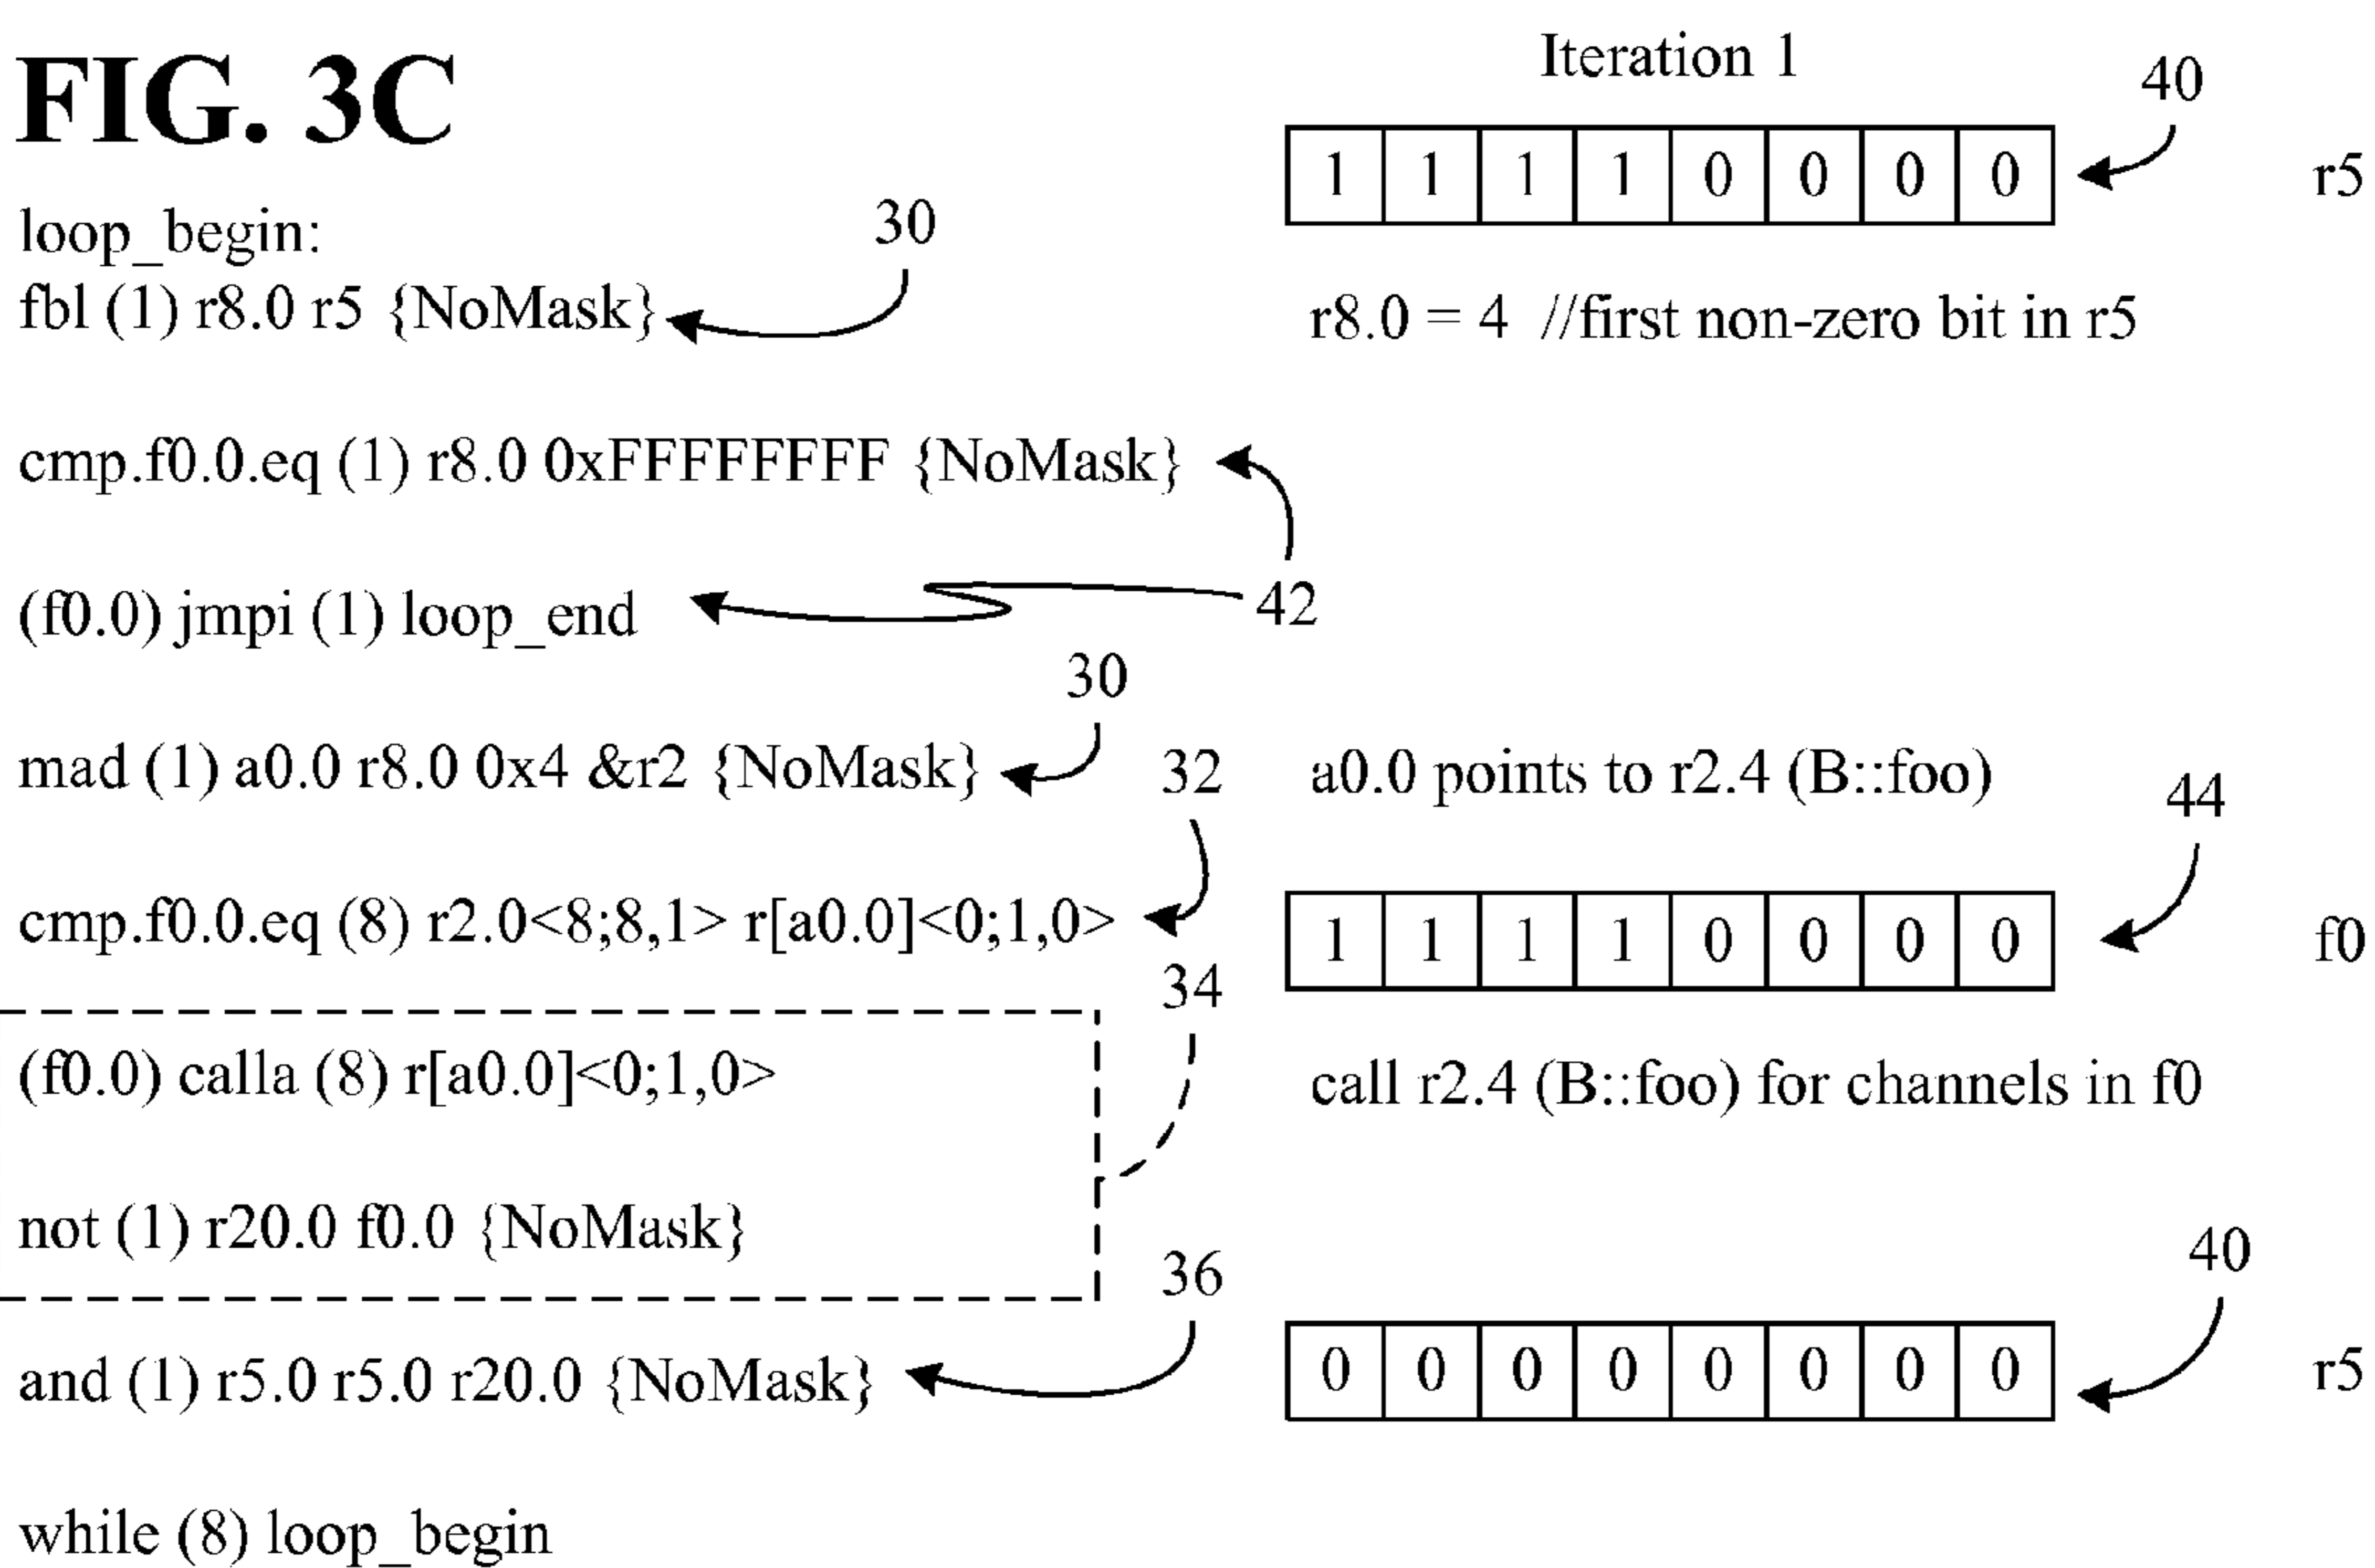 FIG. 3C
Iteration 1
40
1 1 1 1 0 0 0 0 r5
loop_begin:
30
fbl (1) r8.0 r5 {NoMask}
r8.0 = 4 //first non-zero bit in r5
cmp.f0.0.eq (1) r8.0 0xFFFFFFFF {NoMask}
(f0.0) jmpi (1) loop_end
42
30
mad (1) a0.0 r8.0 0x4 &r2 {NoMask}
32
a0.0 points to r2.4 (B::foo)
44
cmp.f0.0.eq (8) r2.0<8;8,1> r[a0.0]<0;1,0>
1 1 1 1 0 0 0 0 f0
34
(f0.0) calla (8) r[a0.0]<0;1,0>
call r2.4 (B::foo) for channels in f0
not (1) r20.0 f0.0 {NoMask}
36
40
and (1) r5.0 r5.0 r20.0 {NoMask}
0 0 0 0 0 0 0 0 r5
while (8) loop_begin